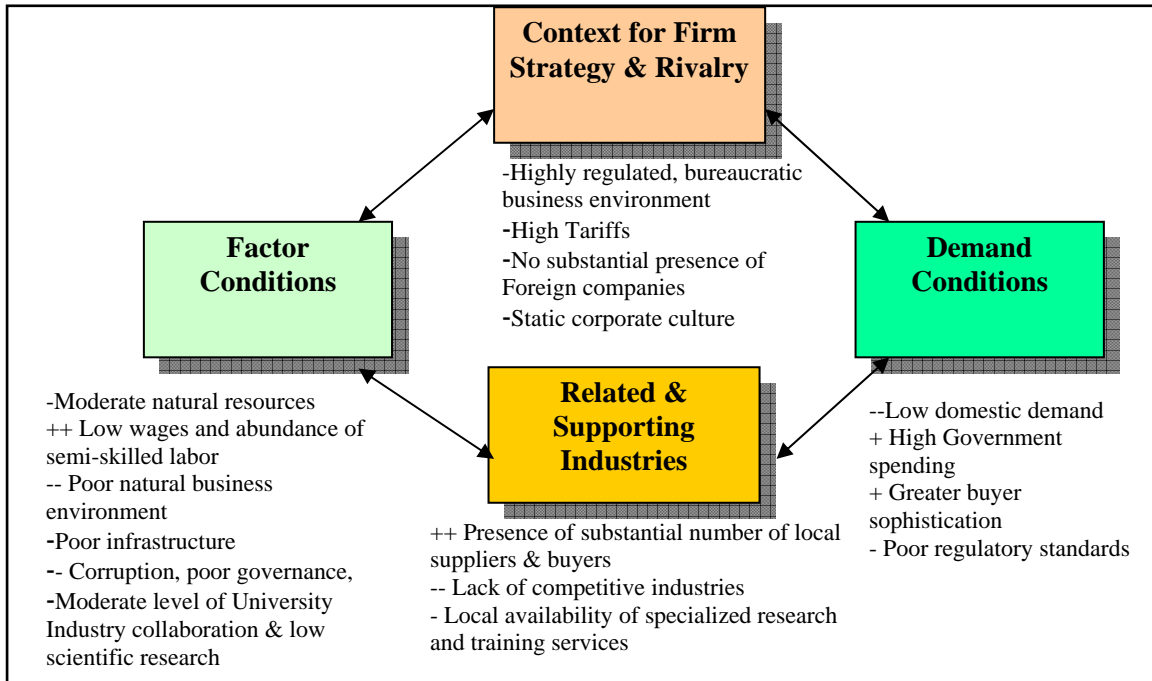 Context for Firm
Strategy & Rivalry
-Highly regulated, bureaucratic
business environment
-High Tariffs
-No substantial presence of
Foreign companies
-Static corporate culture
Factor
Conditions
-Moderate natural resources
++ Low wages and abundance of
semi-skilled labor
-- Poor natural business
environment
-Poor infrastructure
-- Corruption, poor governance,
-Moderate level of University
Industry collaboration & low
scientific research
Demand
Conditions
--Low domestic demand
+ High Government
spending
+ Greater buyer
sophistication
- Poor regulatory standards
Related &
Supporting
Industries
++ Presence of substantial number of local
suppliers & buyers
-- Lack of competitive industries
- Local availability of specialized research
and training services